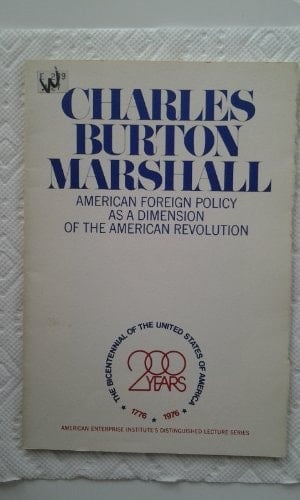 CHARLES
BURTON
MARSHALL
AMERICAN FOREIGN POLICY
AS A DIMENSION
OF THE AMERICAN REVOLUTION
THE BICENTENNIAL OF THE UNITED STATES OF AMERICA
200
YEARS
★ 1776 ★ 1976 ★
AMERICAN ENTERPRISE INSTITUTE'S DISTINGUISHED LECTURE SERIES